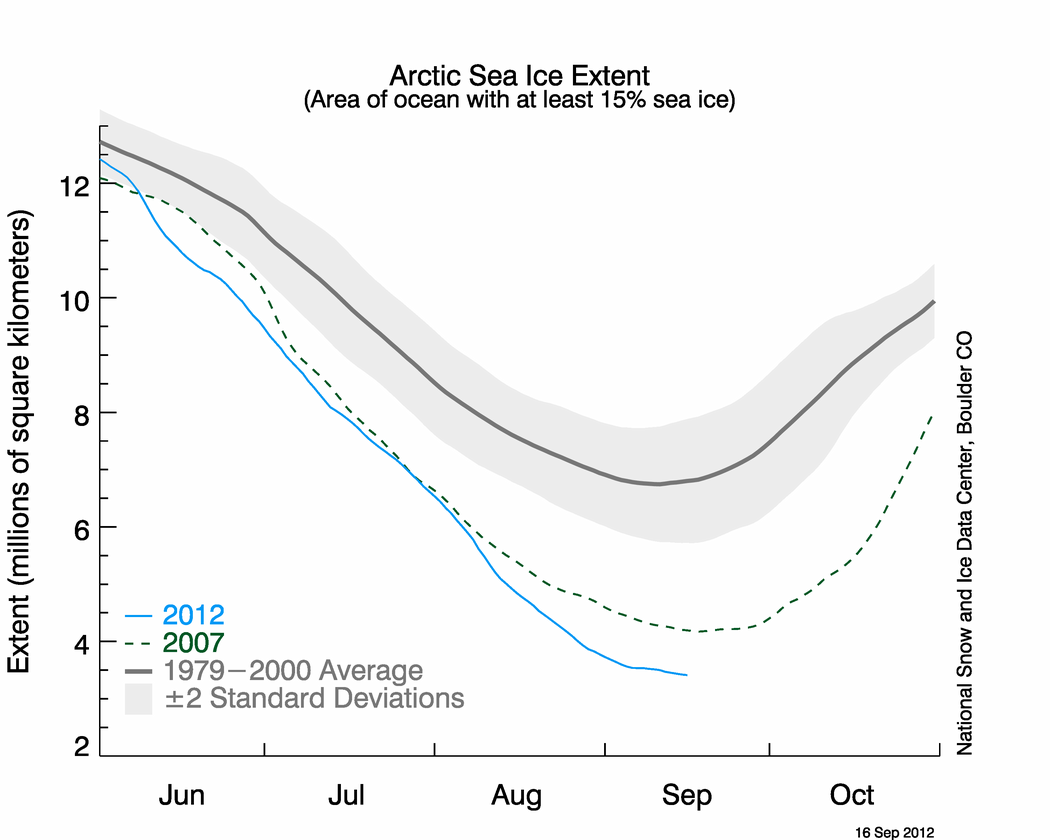 Arctic Sea Ice Extent
(Area of ocean with at least 15% sea ice)
Extent (millions of square kilometers)
12
10
8
6
4
2
2012
2007
1979−2000 Average
±2 Standard Deviations
Jun
Jul
Aug
Sep
Oct
National Snow and Ice Data Center, Boulder CO
16 Sep 2012